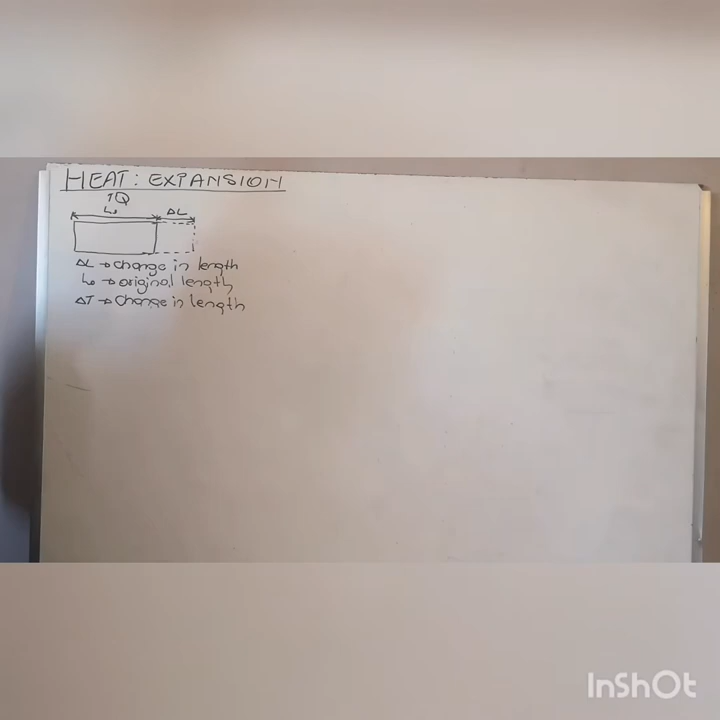 HEAT: EXPANSION
↑Q
L₀ ΔL
ΔL → change in length
L₀ → original length
ΔT → change in length
InShOt